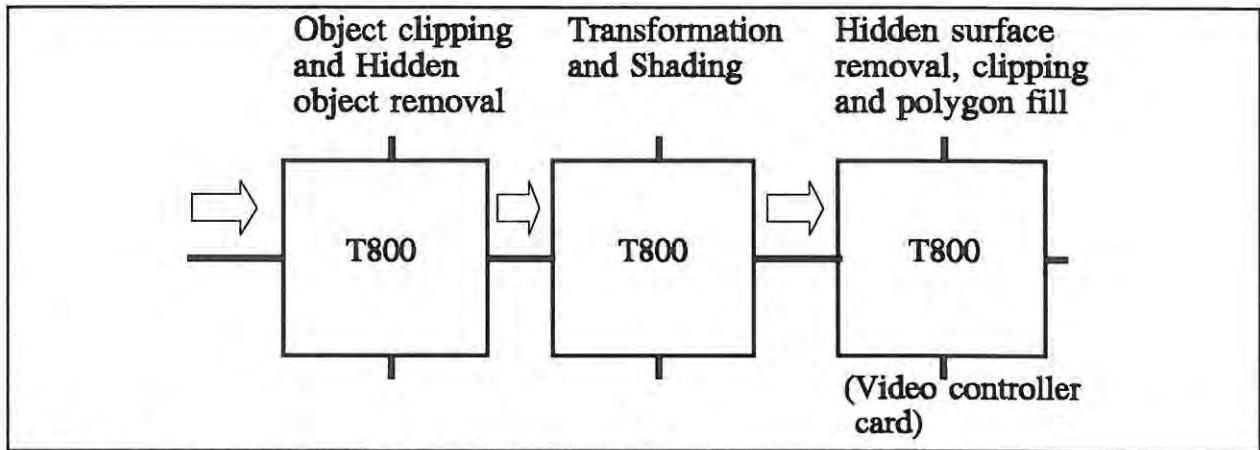 Object clipping
and Hidden
object removal
Transformation
and Shading
Hidden surface
removal, clipping
and polygon fill
T800
T800
T800
(Video controller
card)